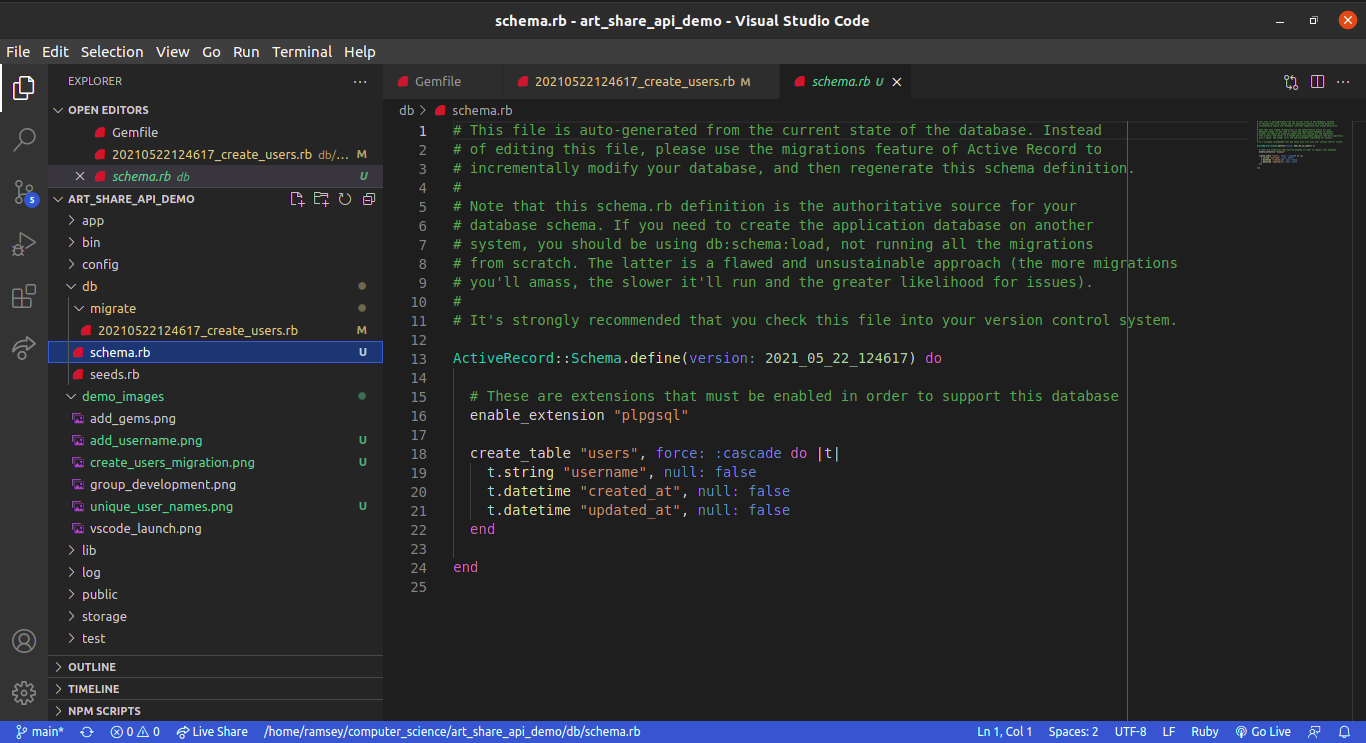 schema.rb - art_share_api_demo - Visual Studio Code
File Edit Selection View Go Run Terminal Help
EXPLORER
OPEN EDITORS
Gemfile
20210522124617_create_users.rb db/... M
schema.rb db U
ART_SHARE_API_DEMO
app
bin
config
db
migrate
20210522124617_create_users.rb M
schema.rb U
seeds.rb
demo_images
add_gems.png
add_username.png U
create_users_migration.png U
group_development.png
unique_user_names.png U
vscode_launch.png
lib
log
public
storage
test
OUTLINE
TIMELINE
NPM SCRIPTS
5
Gemfile 20210522124617_create_users.rb M schema.rb U
db > schema.rb
1 # This file is auto-generated from the current state of the database. Instead
2 # of editing this file, please use the migrations feature of Active Record to
3 # incrementally modify your database, and then regenerate this schema definition.
4 #
5 # Note that this schema.rb definition is the authoritative source for your
6 # database schema. If you need to create the application database on another
7 # system, you should be using db:schema:load, not running all the migrations
8 # from scratch. The latter is a flawed and unsustainable approach (the more migrations
9 # you'll amass, the slower it'll run and the greater likelihood for issues).
10 #
11 # It's strongly recommended that you check this file into your version control system.
12
13 ActiveRecord::Schema.define(version: 2021_05_22_124617) do
14
15 # These are extensions that must be enabled in order to support this database
16 enable_extension "plpgsql"
17
18 create_table "users", force: :cascade do |t|
19 t.string "username", null: false
20 t.datetime "created_at", null: false
21 t.datetime "updated_at", null: false
22 end
23
24 end
25
main* 0 0 Live Share /home/ramsey/computer_science/art_share_api_demo/db/schema.rb Ln 1, Col 1 Spaces: 2 UTF-8 LF Ruby Go Live